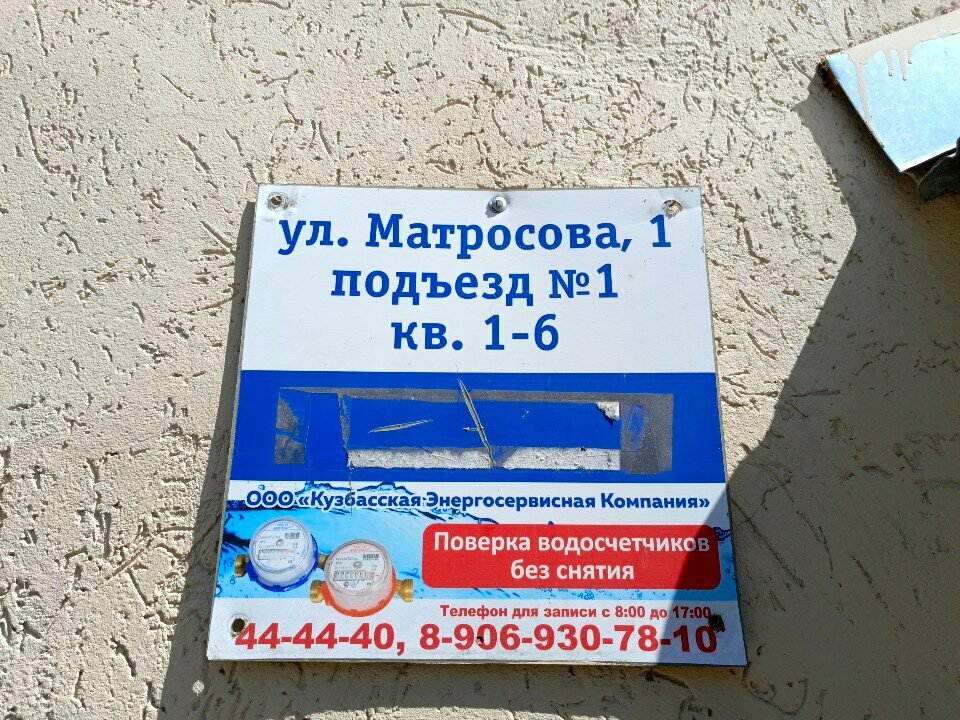 ул. Матросова, 1
подъезд №1
кв. 1-6
ООО «Кузбасская Энергосервисная Компания»
Поверка водосчетчиков
без снятия
Телефон для записи с 8:00 до 17:00
44-44-40, 8-906-930-78-10